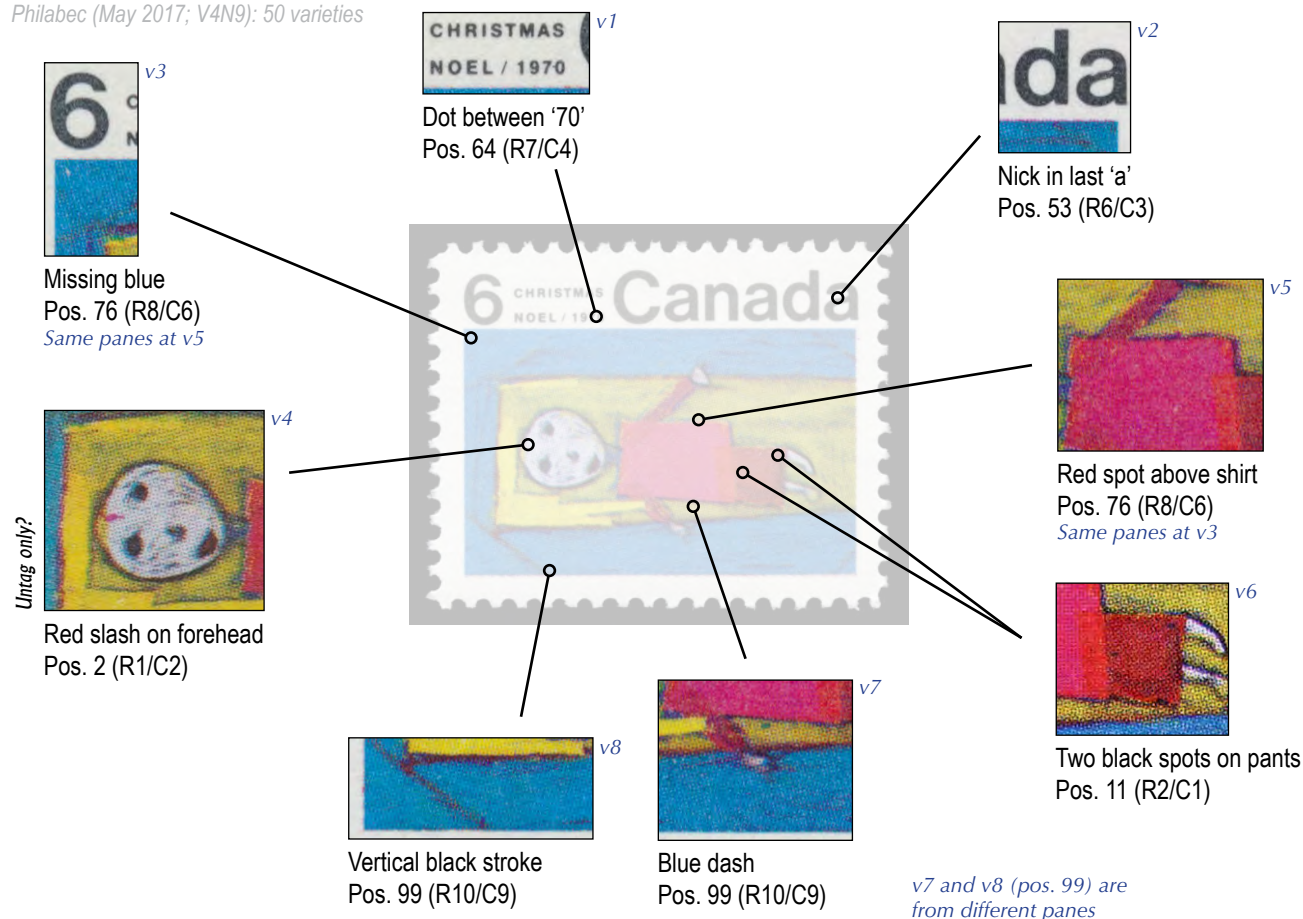 Philabec (May 2017; V4N9): 50 varieties
CHRISTMAS
NOEL / 1970
v1
Dot between ‘70’
Pos. 64 (R7/C4)
da
v2
Nick in last ‘a’
Pos. 53 (R6/C3)
6 C
N
v3
Missing blue
Pos. 76 (R8/C6)
Same panes at v5
6 CHRISTMAS Canada
NOEL / 19
v5
Red spot above shirt
Pos. 76 (R8/C6)
Same panes at v3
v4
Untag only?
Red slash on forehead
Pos. 2 (R1/C2)
v6
Two black spots on pants
Pos. 11 (R2/C1)
v8
Vertical black stroke
Pos. 99 (R10/C9)
v7
Blue dash
Pos. 99 (R10/C9)
v7 and v8 (pos. 99) are
from different panes